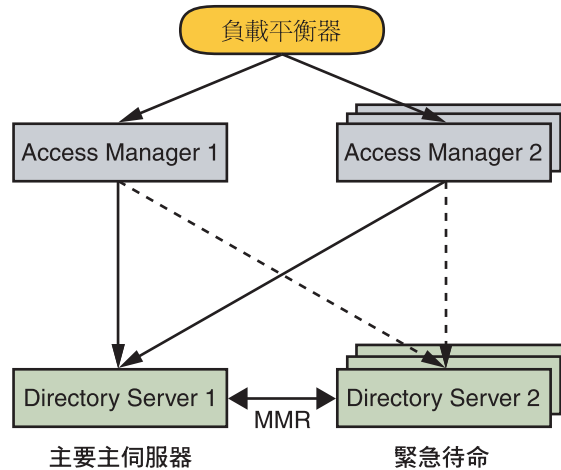 負載平衡器
Access Manager 1
Access Manager 2
Directory Server 1
MMR
Directory Server 2
主要主伺服器
緊急待命